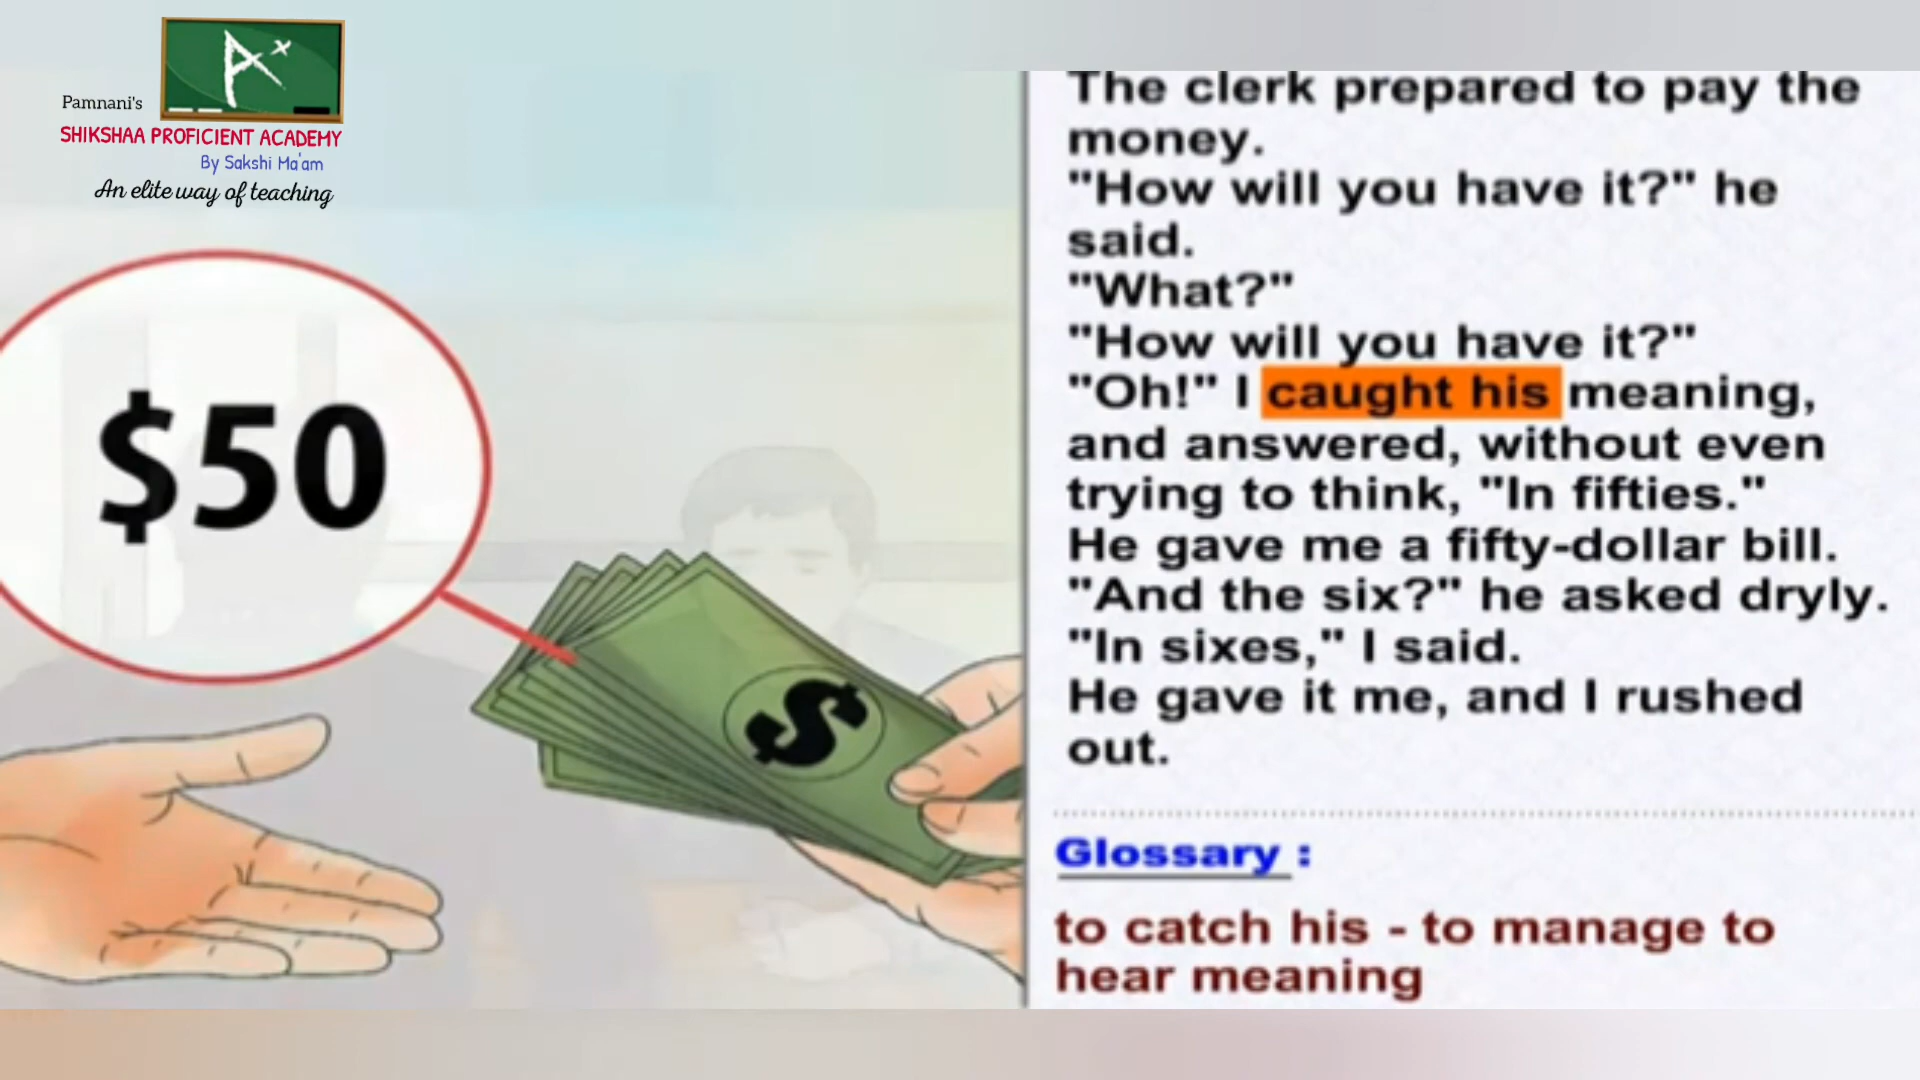 A+
Pamnani's
SHIKSHAA PROFICIENT ACADEMY
By Sakshi Ma'am
An elite way of teaching
$50
$
The clerk prepared to pay the
money.
"How will you have it?" he
said.
"What?"
"How will you have it?"
"Oh!" I caught his meaning,
and answered, without even
trying to think, "In fifties."
He gave me a fifty-dollar bill.
"And the six?" he asked dryly.
"In sixes," I said.
He gave it me, and I rushed
out.
Glossary :
to catch his - to manage to
hear meaning